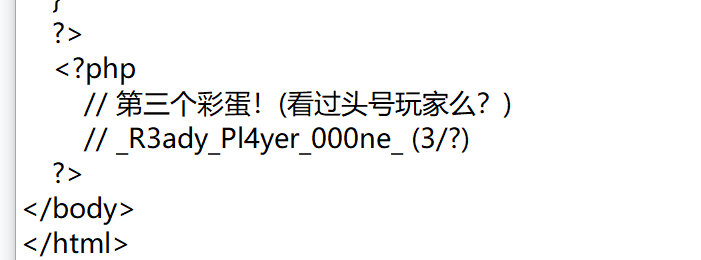 }
?>
<?php
// 第三个彩蛋！(看过头号玩家么？)
// _R3ady_Pl4yer_000ne_ (3/?)
?>
</body>
</html>